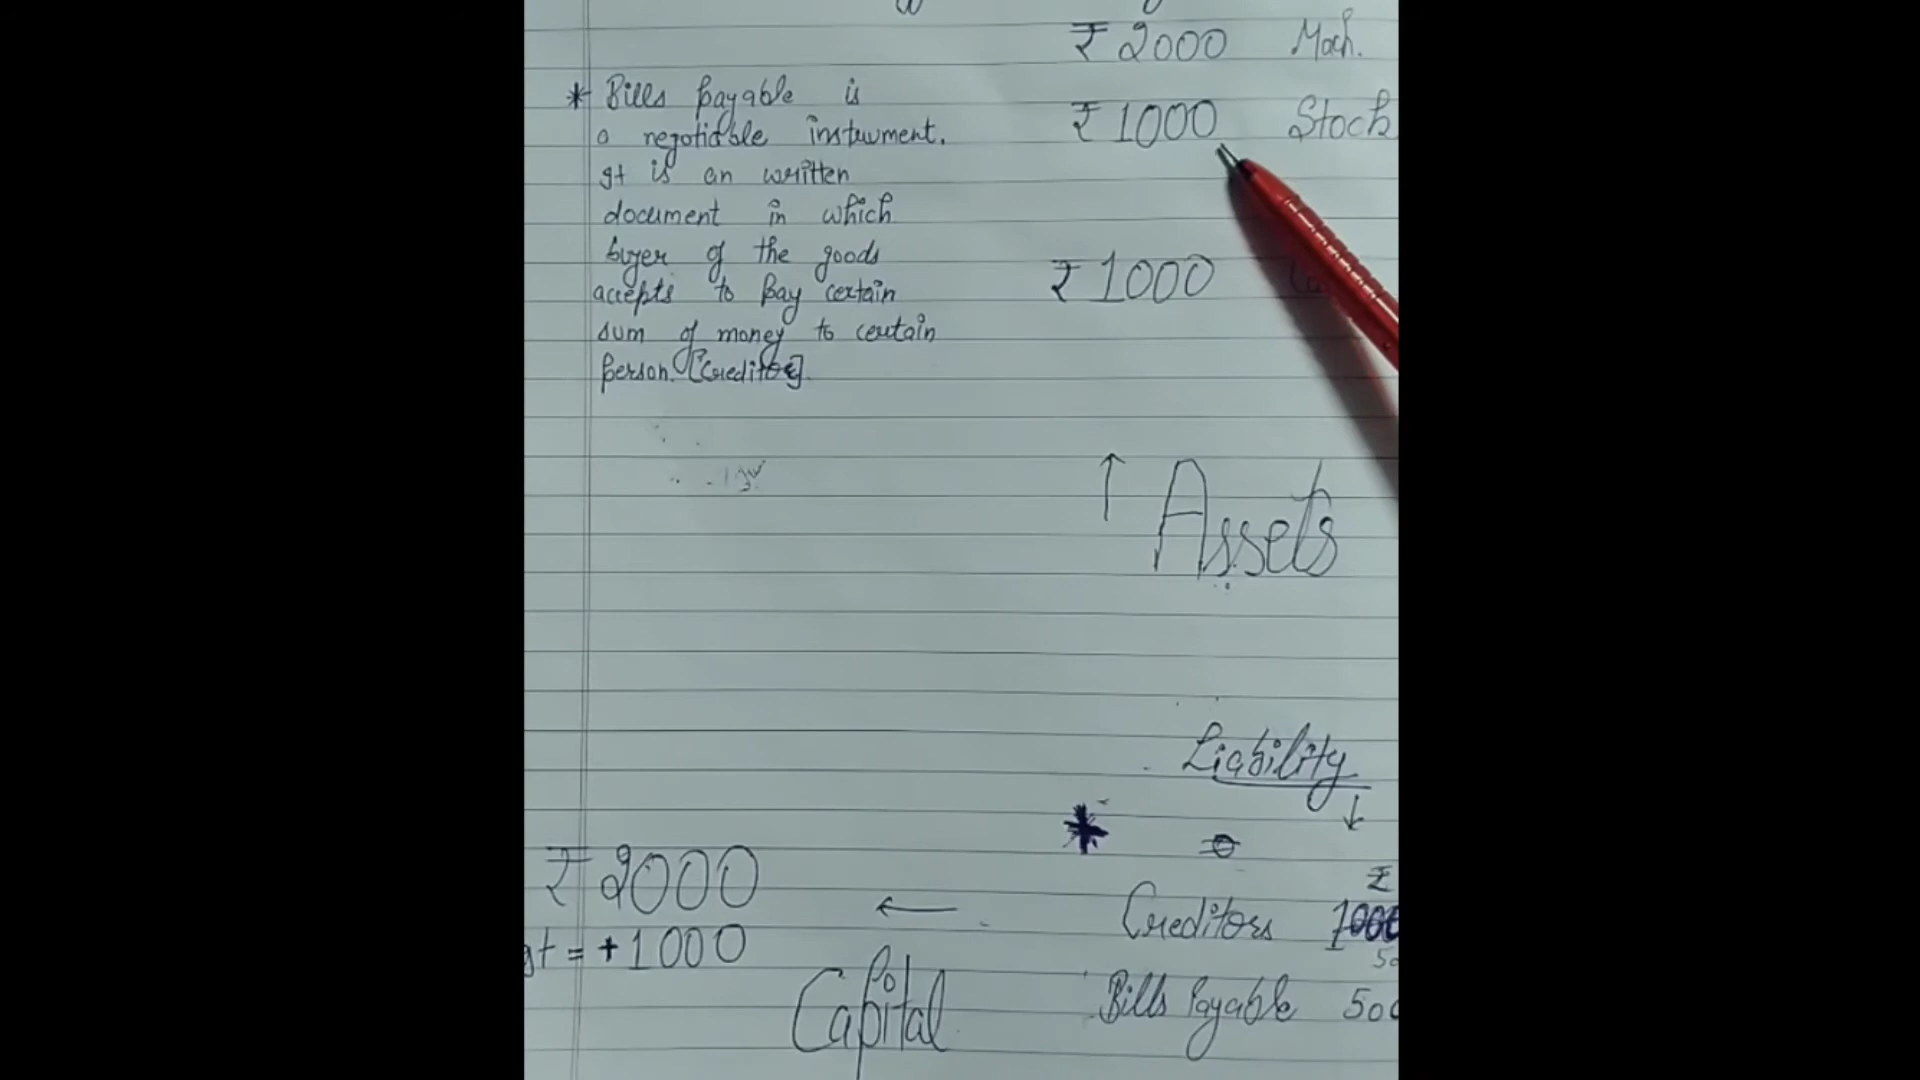 ₹ 2000 Mach.
* Bills payable is
a negotiable instrument.
₹ 1000 Stock
It is an written
document in which
buyer of the goods
₹ 1000
accepts to pay certain
sum of money to certain
person. [Creditor]
↑ Assets
Liability
↓
*
₹ 2000
₹
← Creditors 1000
= +1000
50
Capital
Bills Payable 500